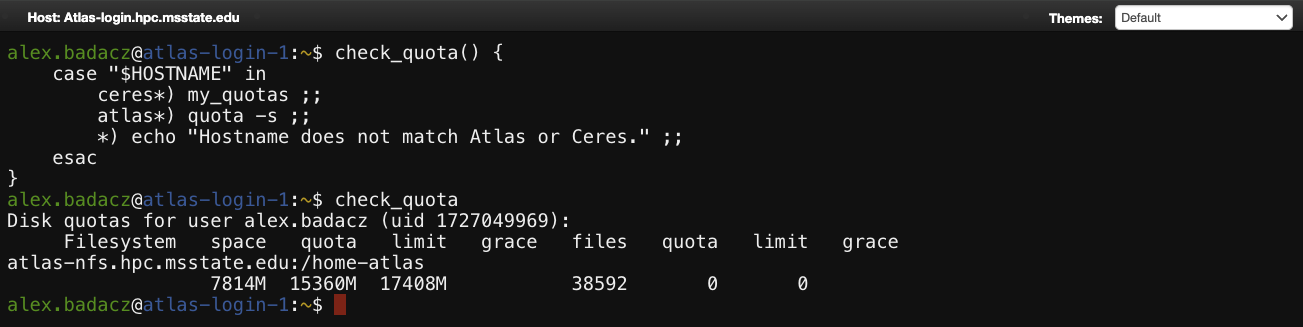 Host: Atlas-login.hpc.msstate.edu Themes: Default
alex.badacz@atlas-login-1:~$ check_quota() {
    case "$HOSTNAME" in
        ceres*) my_quotas ;;
        atlas*) quota -s ;;
        *) echo "Hostname does not match Atlas or Ceres." ;;
    esac
}
alex.badacz@atlas-login-1:~$ check_quota
Disk quotas for user alex.badacz (uid 1727049969):
     Filesystem   space   quota   limit   grace   files   quota   limit   grace
atlas-nfs.hpc.msstate.edu:/home-atlas
                  7814M  15360M  17408M           38592       0       0
alex.badacz@atlas-login-1:~$